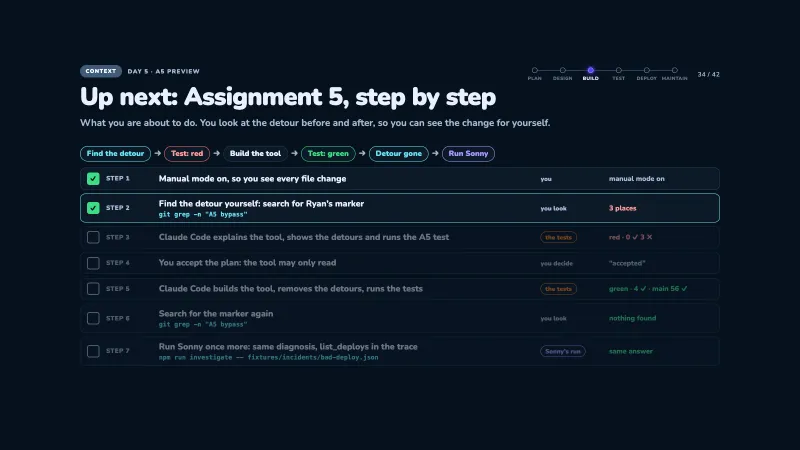 CONTEXT DAY 5 · A5 PREVIEW
PLAN DESIGN BUILD TEST DEPLOY MAINTAIN
34 / 42
Up next: Assignment 5, step by step
What you are about to do. You look at the detour before and after, so you can see the change for yourself.
Find the detour → Test: red → Build the tool → Test: green → Detour gone → Run Sonny
STEP 1 Manual mode on, so you see every file change you manual mode on
STEP 2 Find the detour yourself: search for Ryan's marker you look 3 places
git grep -n "A5 bypass"
STEP 3 Claude Code explains the tool, shows the detours and runs the A5 test the tests red · 0 ✓ 3 ✕
STEP 4 You accept the plan: the tool may only read you decide "accepted"
STEP 5 Claude Code builds the tool, removes the detours, runs the tests the tests green · 4 ✓ · main 56 ✓
STEP 6 Search for the marker again you look nothing found
git grep -n "A5 bypass"
STEP 7 Run Sonny once more: same diagnosis, list_deploys in the trace Sonny's run same answer
npm run investigate -- fixtures/incidents/bad-deploy.json